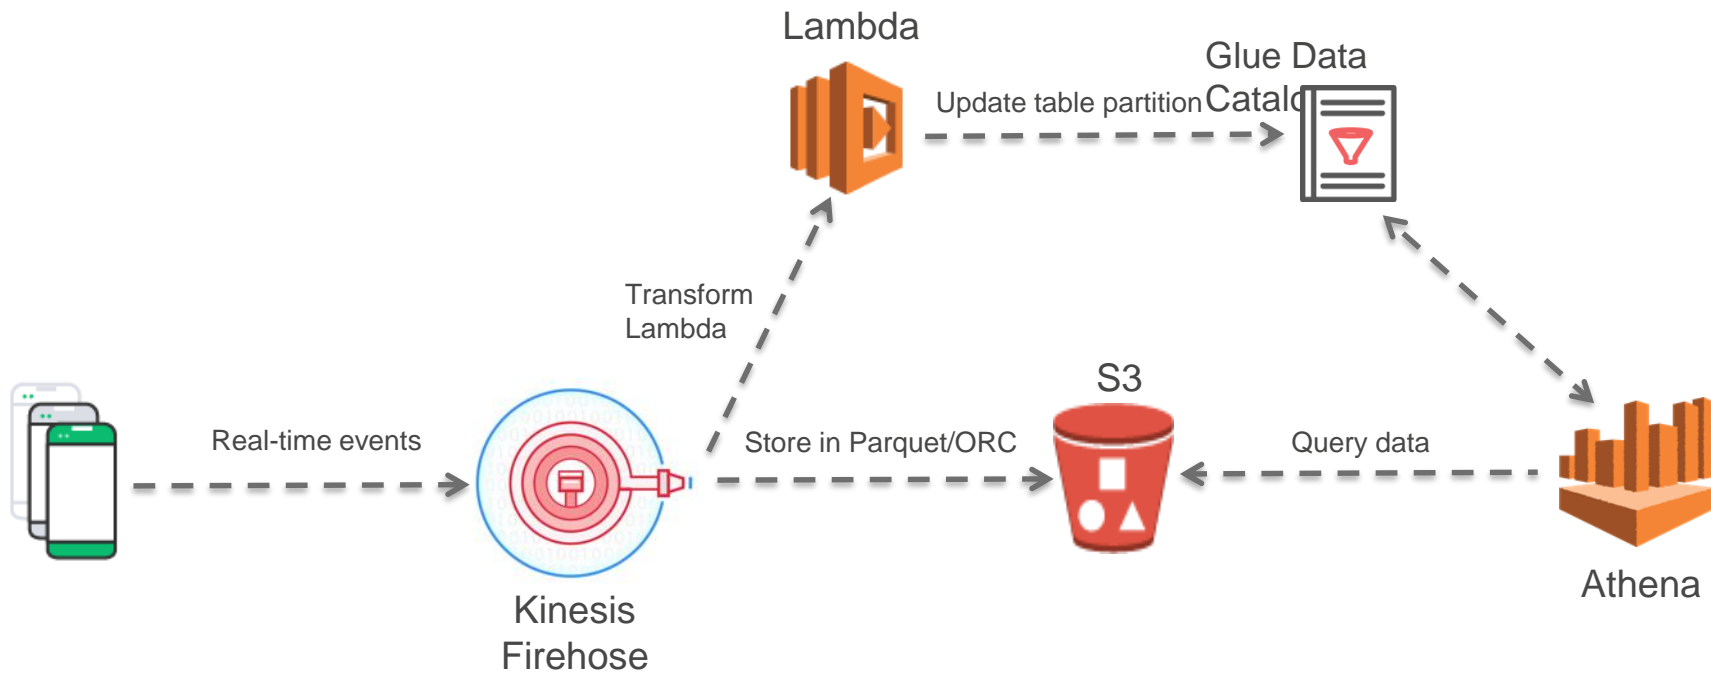 Lambda
Glue Data
Update table partition
Transform
Lambda
S3
Real-time events
Store in Parquet/ORC
Query data
Athena
Kinesis
Firehose